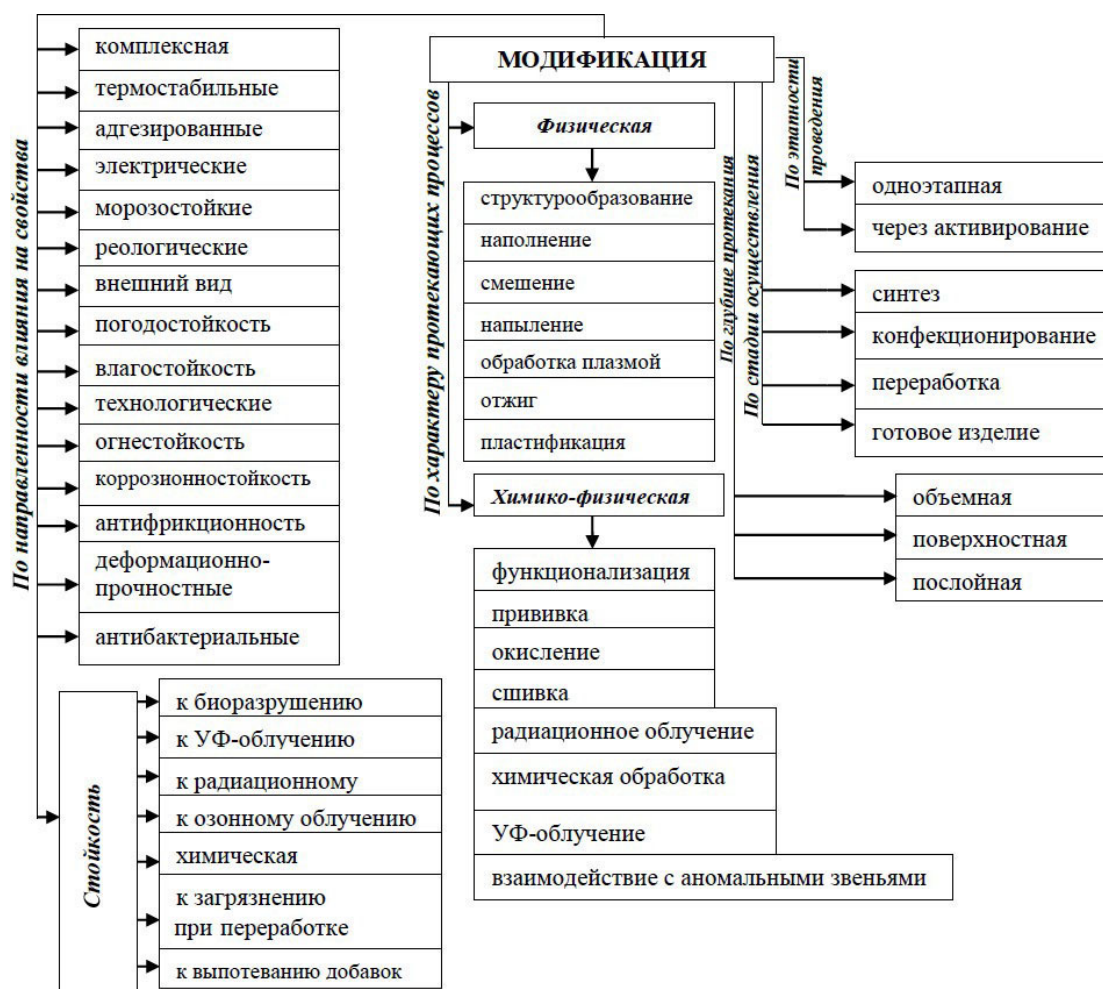 МОДИФИКАЦИЯ
По направленности влияния на свойства
комплексная
термостабильные
адгезированные
электрические
морозостойкие
реологические
внешний вид
погодостойкость
влагостойкость
технологические
огнестойкость
коррозионностойкость
антифрикционность
деформационно-
прочностные
антибактериальные
Стойкость
к биоразрушению
к УФ-облучению
к радиационному
к озонному облучению
химическая
к загрязнению
при переработке
к выпотеванию добавок
По характеру протекающих процессов
Физическая
структурообразование
наполнение
смешение
напыление
обработка плазмой
отжиг
пластификация
Химико-физическая
функционализация
прививка
окисление
сшивка
радиационное облучение
химическая обработка
УФ-облучение
взаимодействие с аномальными звеньями
По глубине протекания
объемная
поверхностная
послойная
По стадии осуществления
синтез
конфекционирование
переработка
готовое изделие
По этапности
проведения
одноэтапная
через активирование